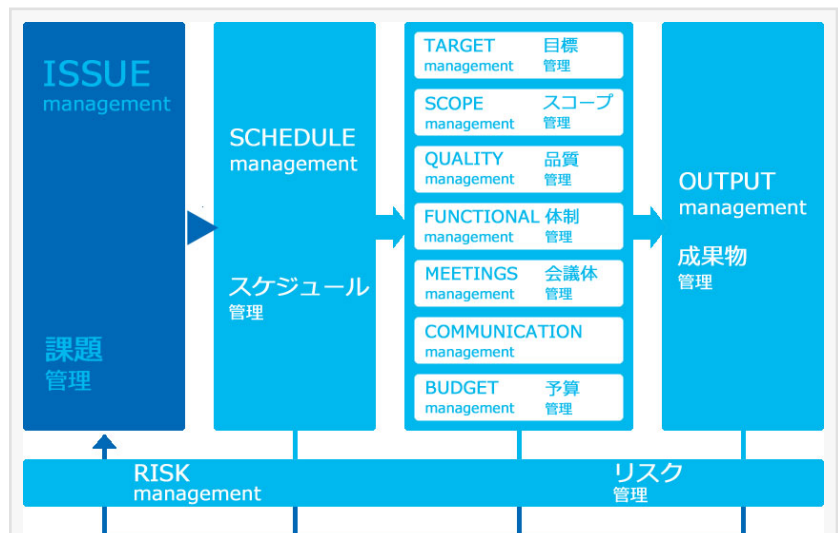 ISSUE
management
課題
管理
SCHEDULE
management
スケジュール
管理
TARGET 目標
management 管理
SCOPE スコープ
management 管理
QUALITY 品質
management 管理
FUNCTIONAL 体制
management 管理
MEETINGS 会議体
management 管理
COMMUNICATION
management
BUDGET 予算
management 管理
OUTPUT
management
成果物
管理
RISK リスク
management 管理